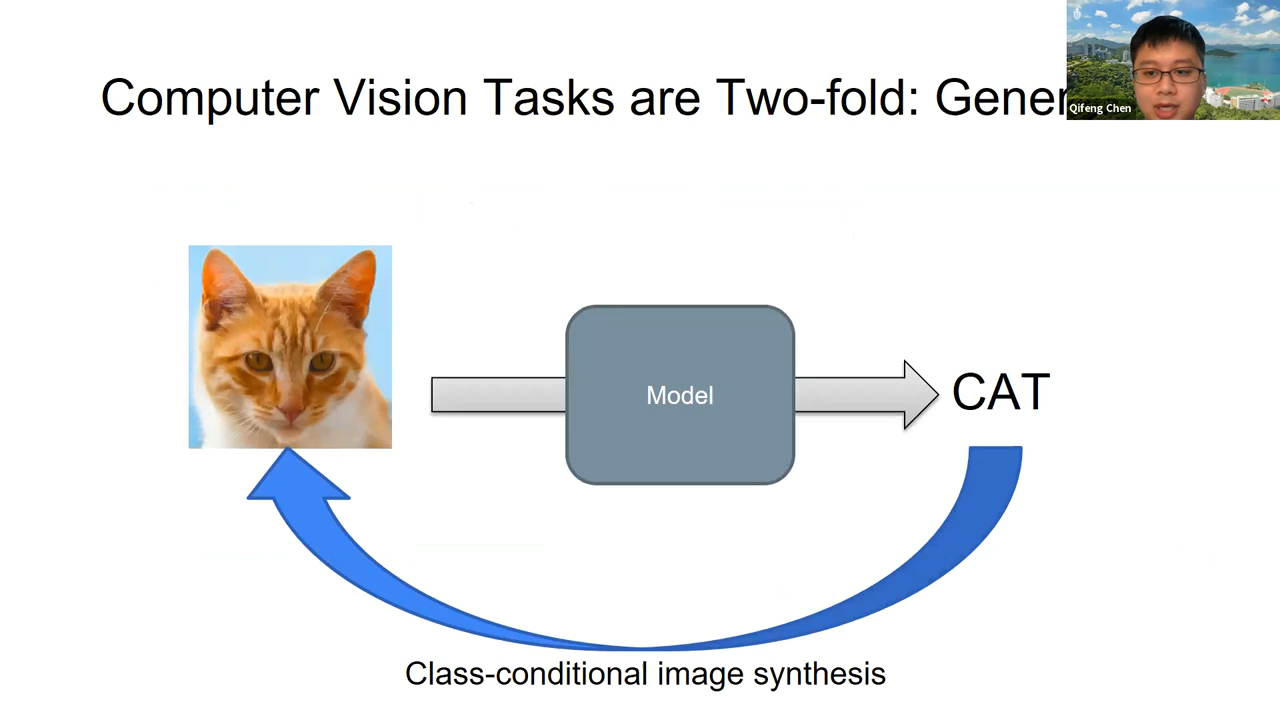 Computer Vision Tasks are Two-fold: Gener
Qifeng Chen
Model
CAT
Class-conditional image synthesis